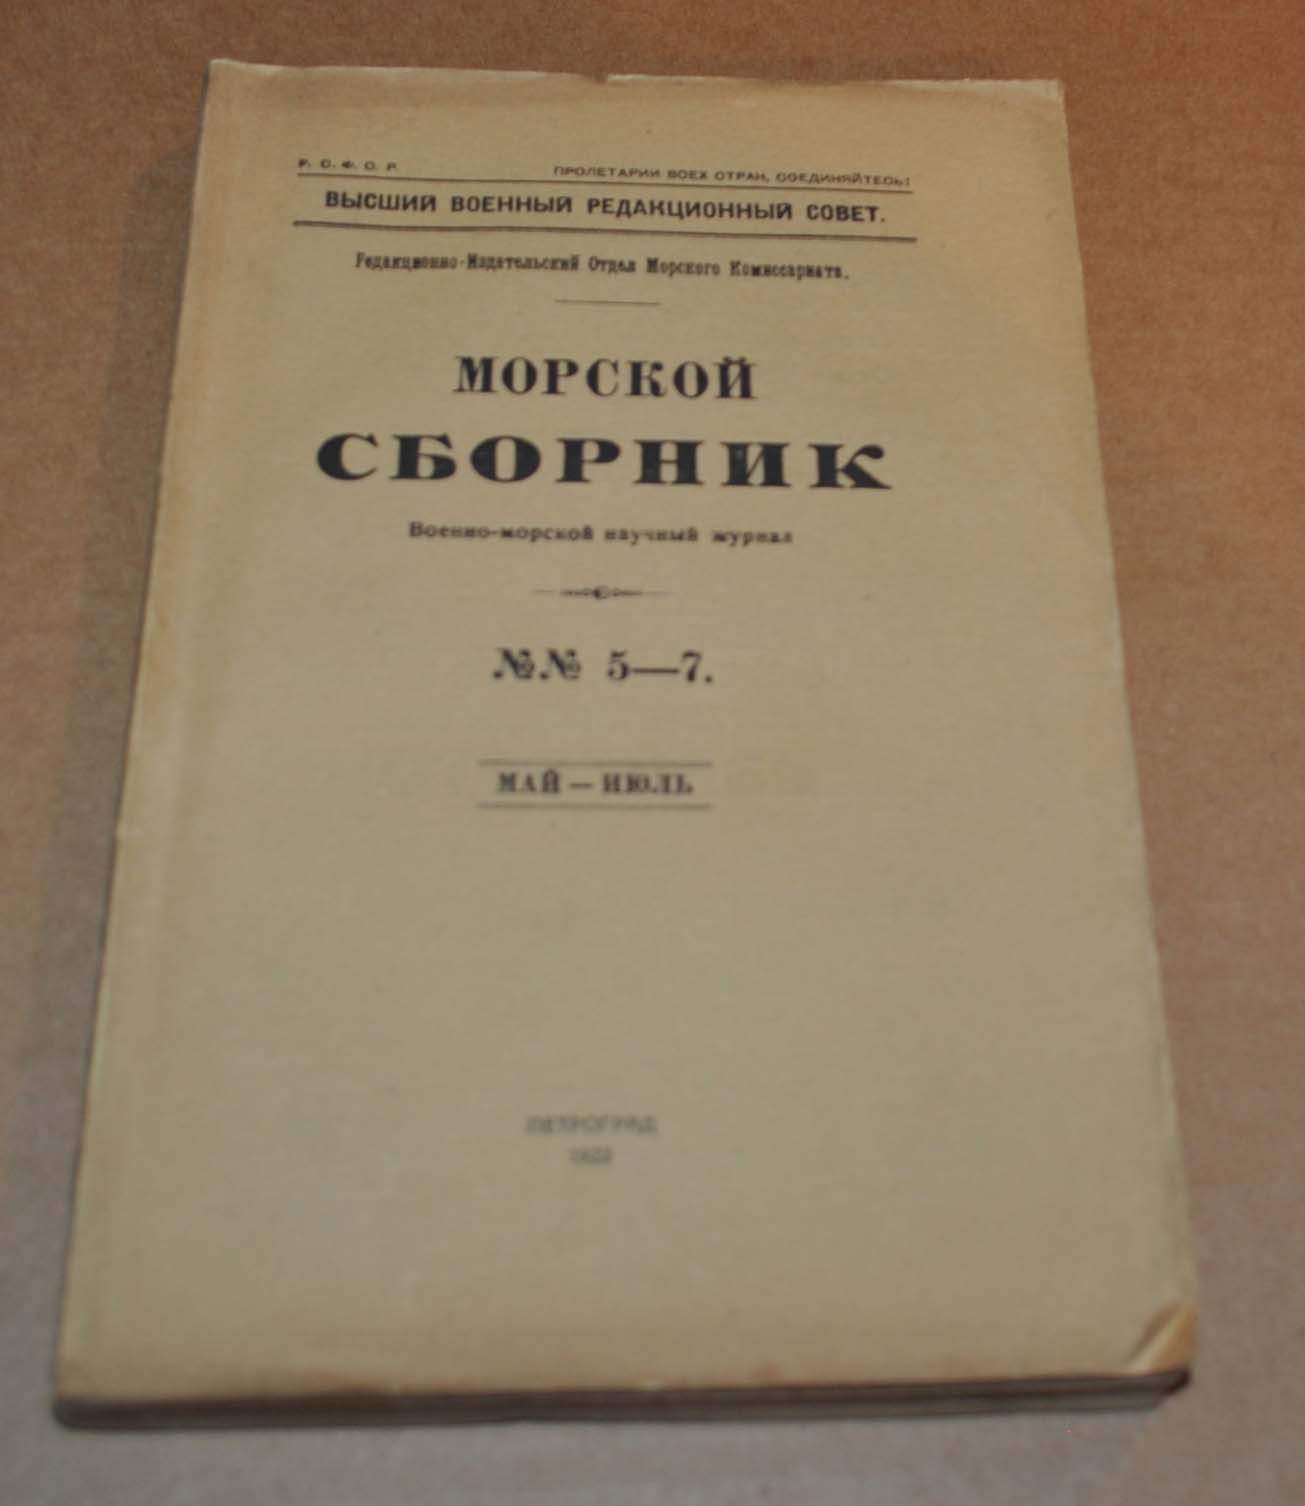 Р. С. Ф. С. Р. ПРОЛЕТАРИИ ВСЕХ СТРАН, СОЕДИНЯЙТЕСЬ!
ВЫСШИЙ ВОЕННЫЙ РЕДАКЦИОННЫЙ СОВЕТ.
Редакционно-Издательский Отдел Морского Комиссариата.
МОРСКОЙ
СБОРНИК
Военно-морской научный журнал
№№ 5—7.
МАЙ — ИЮЛЬ
ПЕТРОГРАД